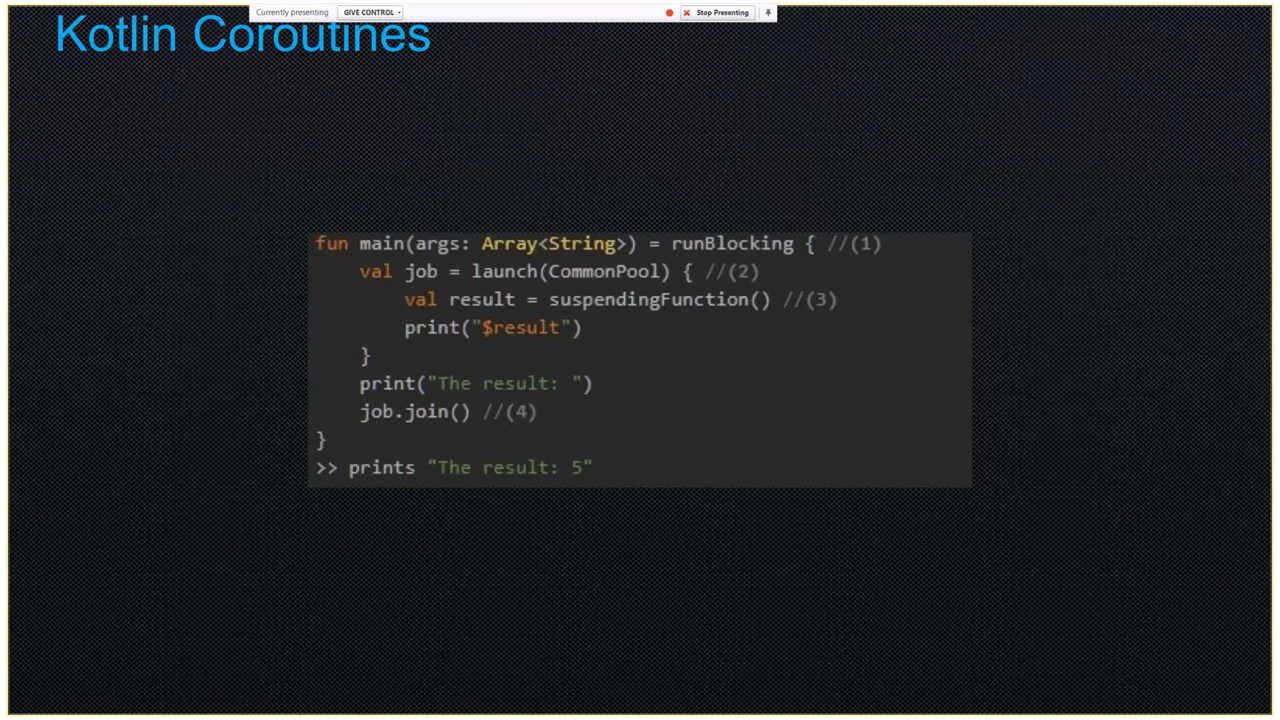 Currently presenting GIVE CONTROL Stop Presenting
Kotlin Coroutines
fun main(args: Array<String>) = runBlocking { //(1)
    val job = launch(CommonPool) { //(2)
        val result = suspendingFunction() //(3)
        print("$result")
    }
    print("The result: ")
    job.join() //(4)
}
>> prints "The result: 5"